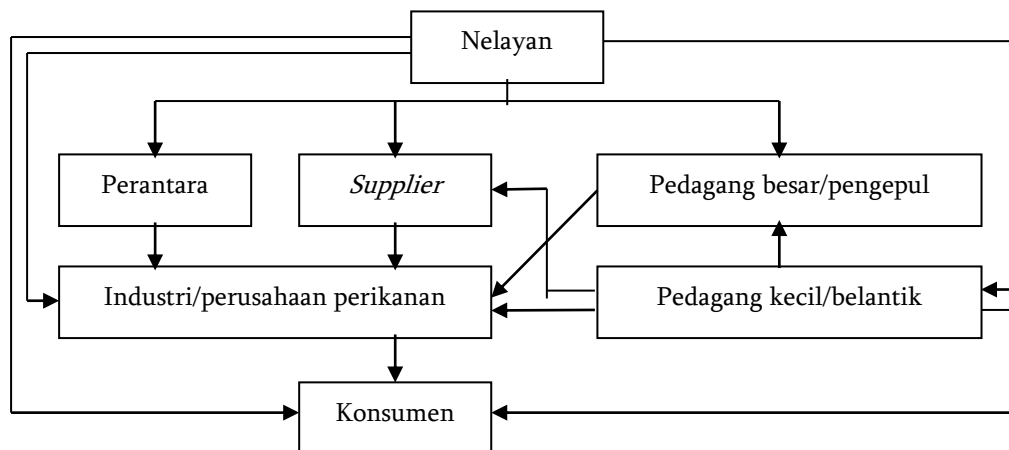 Nelayan
Perantara
Supplier
Pedagang besar/pengepul
Industri/perusahaan perikanan
Pedagang kecil/belantik
Konsumen